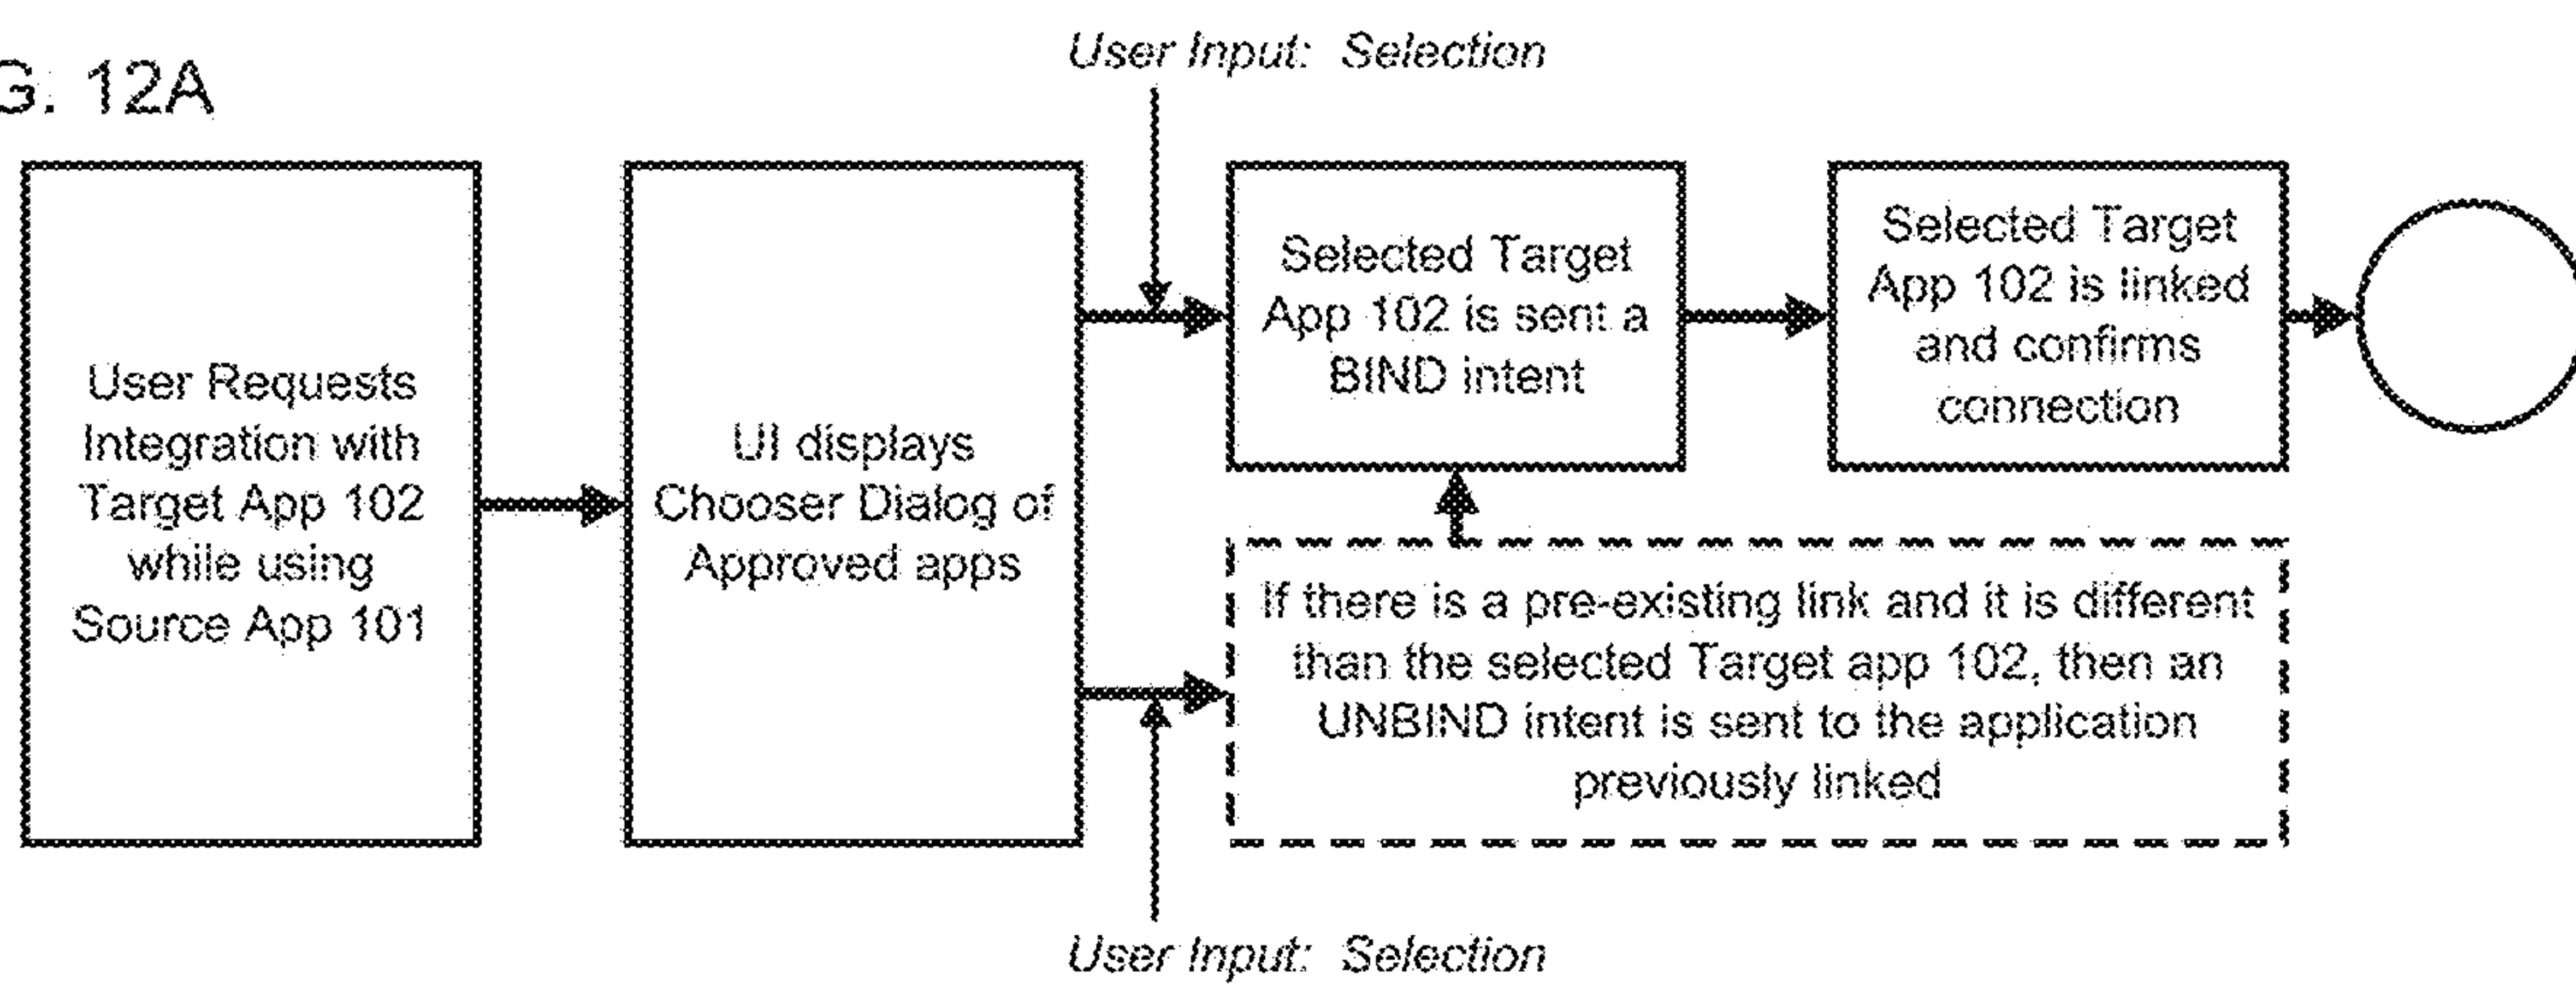 G. 12A
User Input: Selection
User Requests
Integration with
Target App 102
while using
Source App 101
UI displays
Chooser Dialog of
Approved apps
Selected Target
App 102 is sent a
BIND intent
Selected Target
App 102 is linked
and confirms
connection
If there is a pre-existing link and it is different
than the selected Target app 102, then an
UNBIND intent is sent to the application
previously linked
User Input: Selection